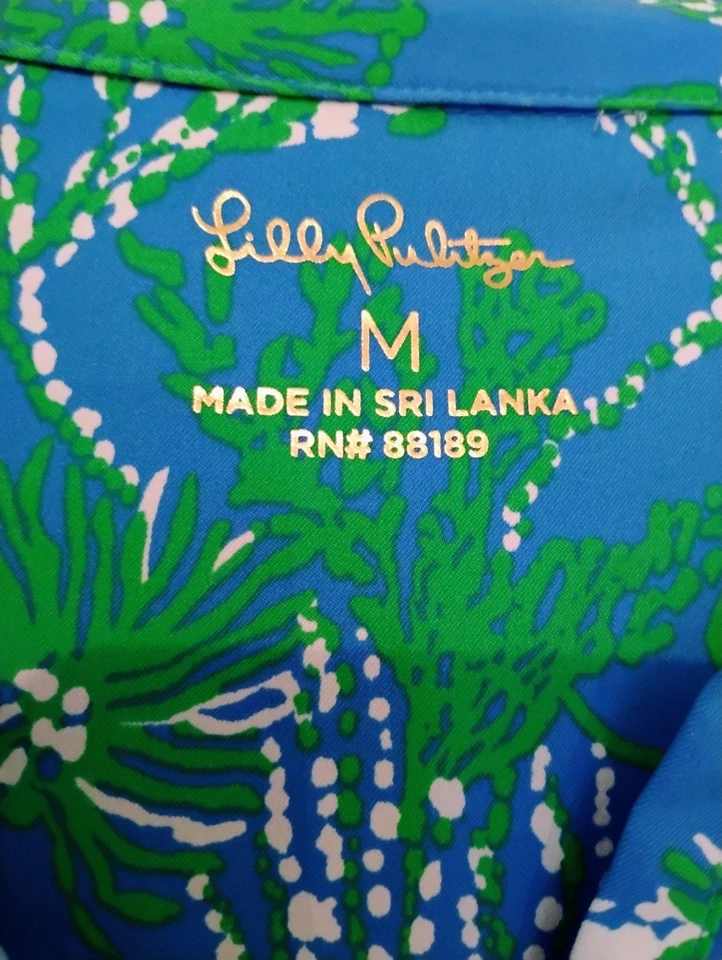 Lilly Pulitzer
M
MADE IN SRI LANKA
RN# 88189